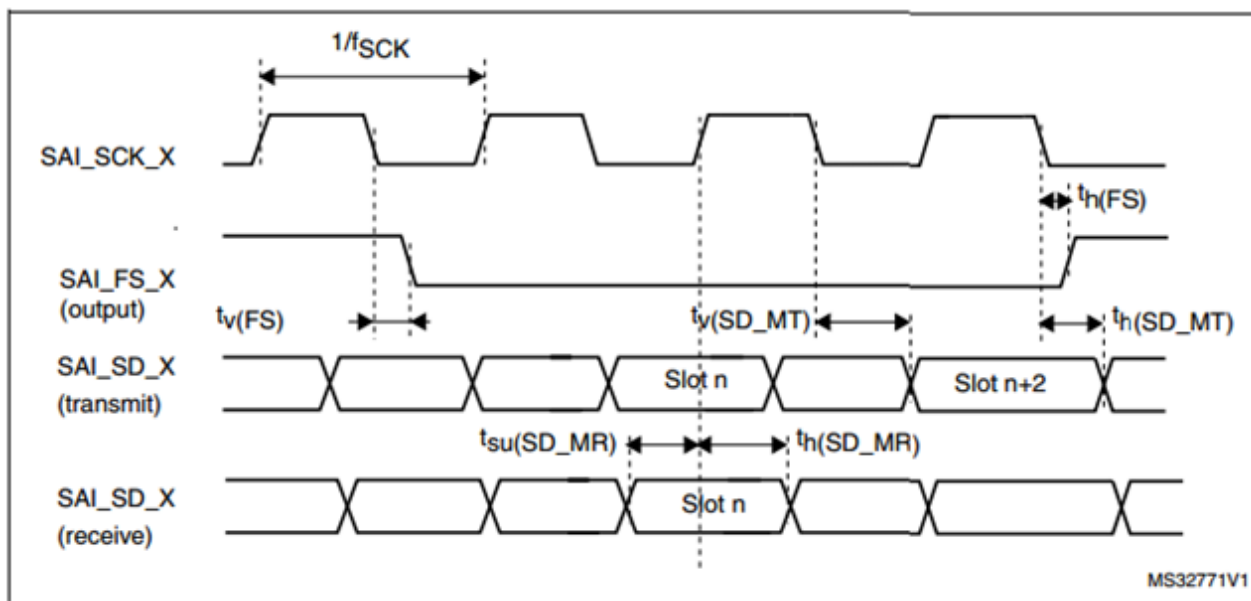 1/fSCK
SAI_SCK_X
th(FS)
SAI_FS_X
(output)
tv(FS)
tv(SD_MT)
th(SD_MT)
SAI_SD_X
(transmit)
Slot n
Slot n+2
tsu(SD_MR)
th(SD_MR)
SAI_SD_X
(receive)
Slot n
MS32771V1